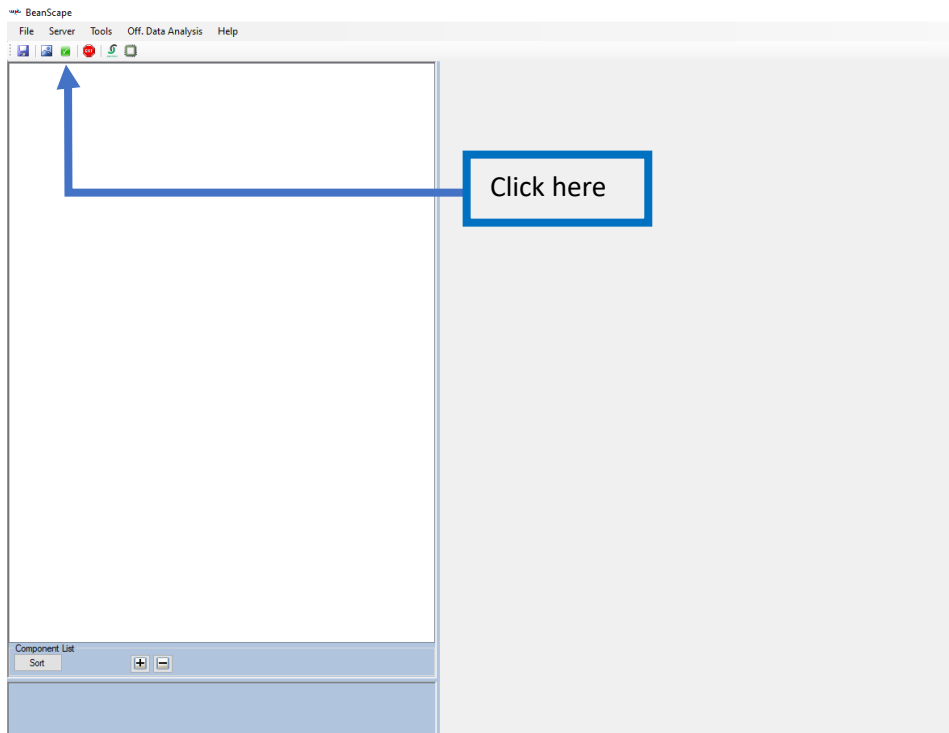 BeanScape
File Server Tools Off. Data Analysis Help
Click here
Component List
Sort